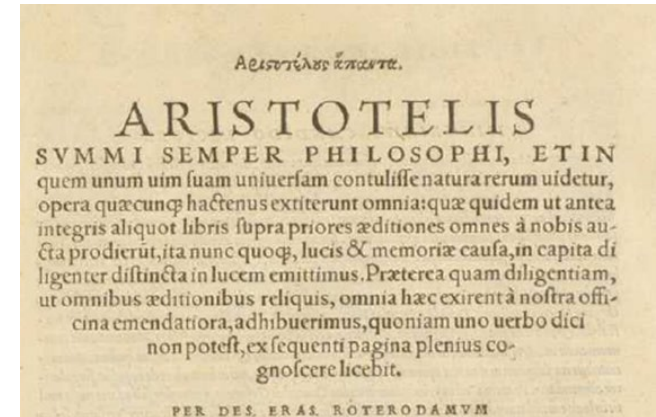 Αριστοτέλους ἅπαντα.
ARISTOTELIS
SVMMI SEMPER PHILOSOPHI, ET IN
quem unum uim suam uniuersam contulisse natura rerum uidetur,
opera quæcunq; hactenus extiterunt omnia: quæ quidem ut antea
integris aliquot libris supra priores æditiones omnes à nobis au-
cta prodierūt, ita nunc quoq;, lucis & memoriæ causa, in capita di
ligenter distincta in lucem emittimus. Præterea quam diligentiam,
ut omnibus æditionibus reliquis, omnia hæc exirent à nostra offi-
cina emendatiora, adhibuerimus, quoniam uno uerbo dici
non potest, ex sequenti pagina plenius co-
gnoscere licebit.
PER DES. ERAS. ROTERODAMVM